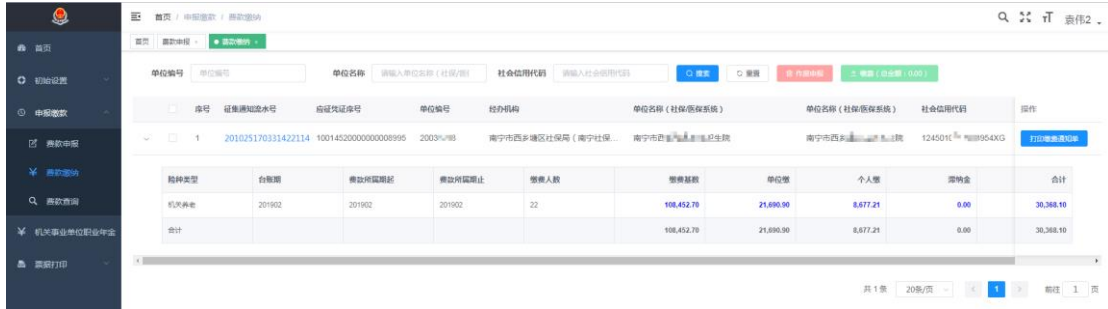 首页 / 申报缴款 / 费款缴纳
袁伟2
首页
首页 费款申报 × 费款缴纳 ×
初始设置
单位编号 单位编号 单位名称 请输入单位名称（社保/医 社会信用代码 请输入社会信用代码 搜索 重置 作废申报 缴款（总金额：0.00）
申报缴款
序号 征集通知流水号 应征凭证序号 单位编号 经办机构 单位名称（社保/医保系统） 单位名称（社保/医保系统） 社会信用代码 操作
1 201025170331422114 10014520000000008995 南宁市西乡塘区社保局（南宁社保... 打印缴费通知单
费款申报
费款缴纳
费款查询
险种类型 台账期 费款所属期起 费款所属期止 缴费人数 缴费基数 单位缴 个人缴 滞纳金 合计
机关养老 201902 201902 201902 22 108,452.70 21,690.90 8,677.21 0.00 30,368.10
合计 108,452.70 21,690.90 8,677.21 0.00 30,368.10
机关事业单位职业年金
票据打印
共 1 条 20条/页 1 前往 1 页